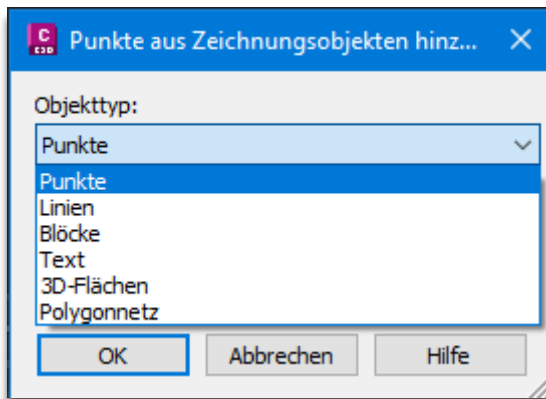 C
C3D
Punkte aus Zeichnungsobjekten hinz...
Objekttyp:
Punkte
Punkte
Linien
Blöcke
Text
3D-Flächen
Polygonnetz
OK Abbrechen Hilfe